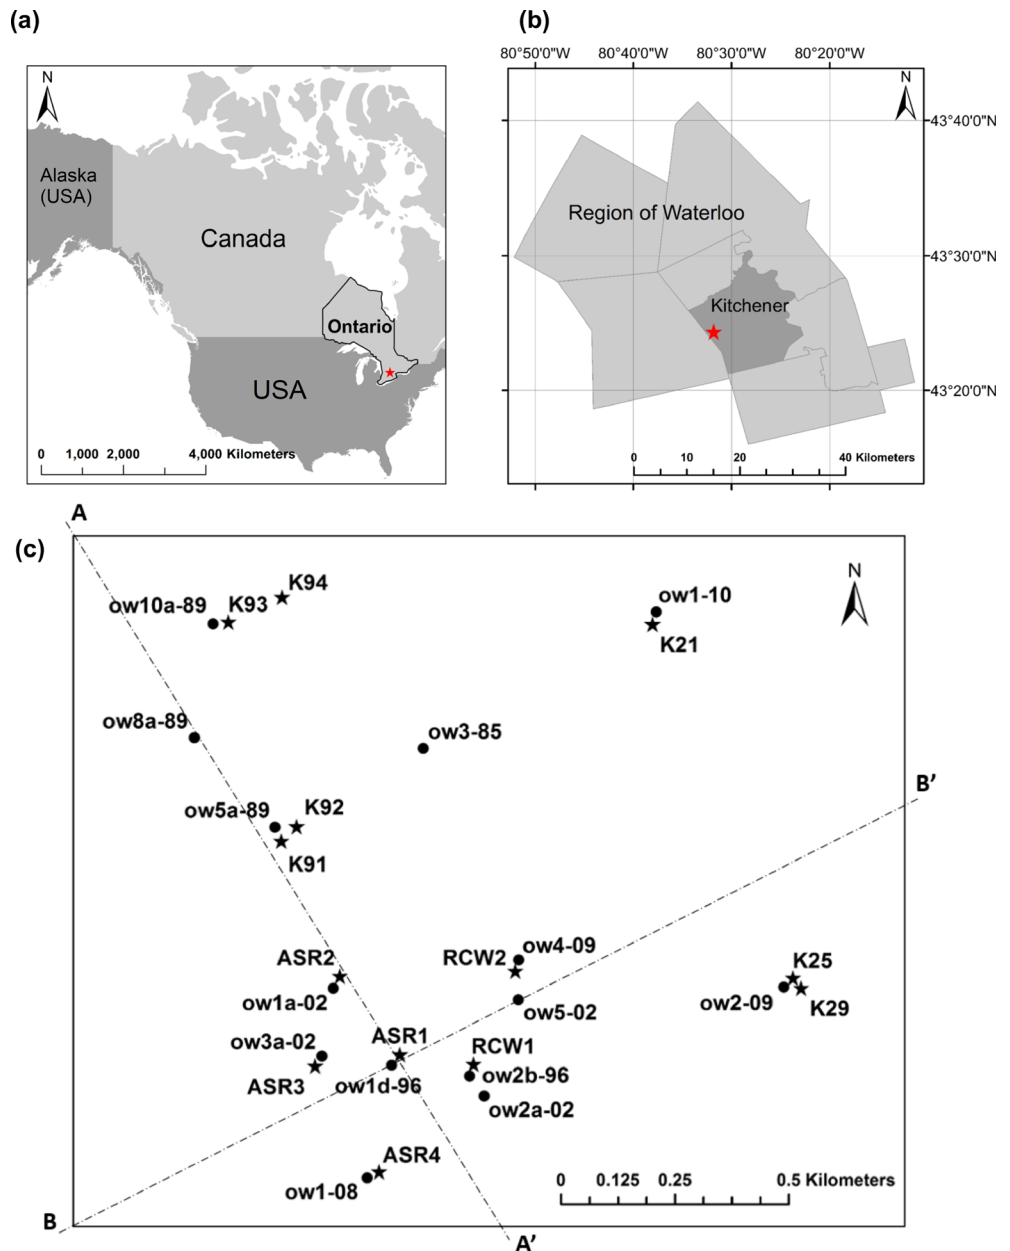 (a)
(b)
80°50'0"W 80°40'0"W 80°30'0"W 80°20'0"W
N
N
43°40'0"N
Alaska
(USA)
Canada
Region of Waterloo
43°30'0"N
Kitchener
Ontario
43°20'0"N
USA
0 1,000 2,000 4,000 Kilometers
0 10 20 40 Kilometers
A
(c)
N
K94
ow10a-89
K93
ow1-10
K21
ow8a-89
ow3-85
B'
ow5a-89
K92
K91
ASR2
RCW2
ow4-09
K25
ow1a-02
ow5-02
ow2-09
K29
ow3a-02
ASR1
RCW1
ASR3
ow1d-96
ow2b-96
ow2a-02
ASR4
ow1-08
0 0.125 0.25 0.5 Kilometers
B
A'